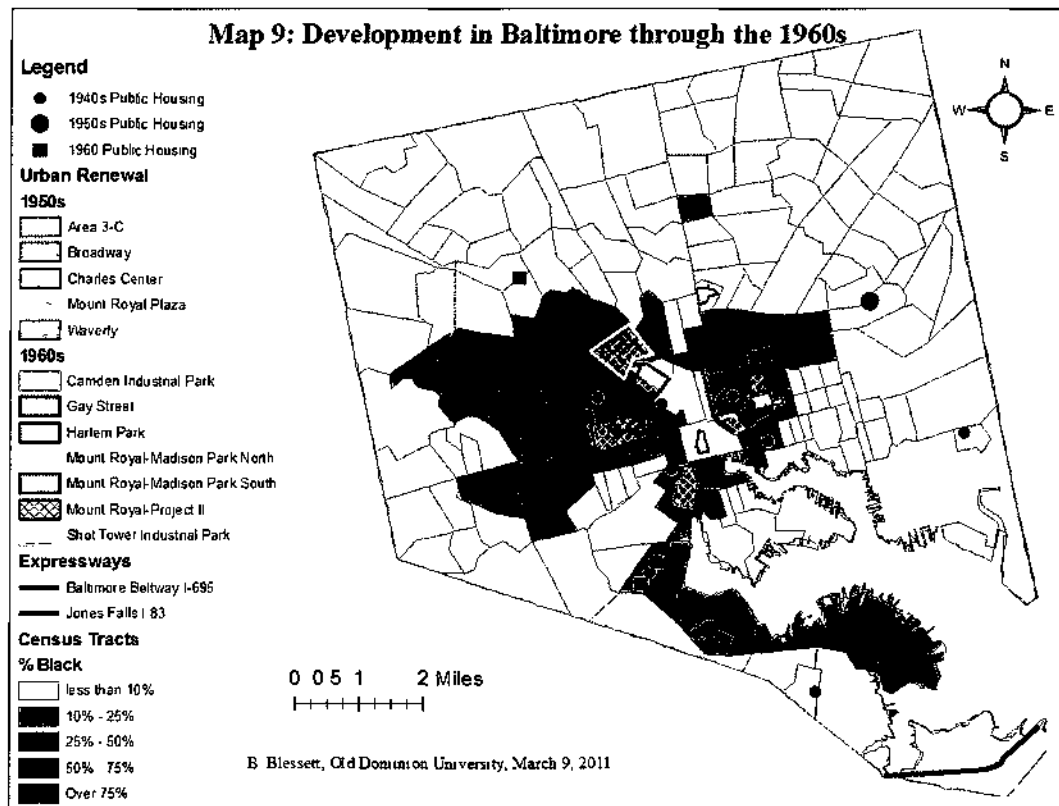 Map 9: Development in Baltimore through the 1960s
Legend
1940s Public Housing
1950s Public Housing
1960 Public Housing
Urban Renewal
1950s
Area 3-C
Broadway
Charles Center
Mount Royal Plaza
Waverly
1960s
Camden Industrial Park
Gay Street
Harlem Park
Mount Royal-Madison Park North
Mount Royal-Madison Park South
Mount Royal-Project II
Shot Tower Industrial Park
Expressways
Baltimore Beltway I-695
Jones Falls I 83
Census Tracts
% Black
less than 10%
10% - 25%
25% - 50%
50% 75%
Over 75%
N
W E
S
0 0 5 1 2 Miles
B Blessett, Old Dominion University, March 9, 2011